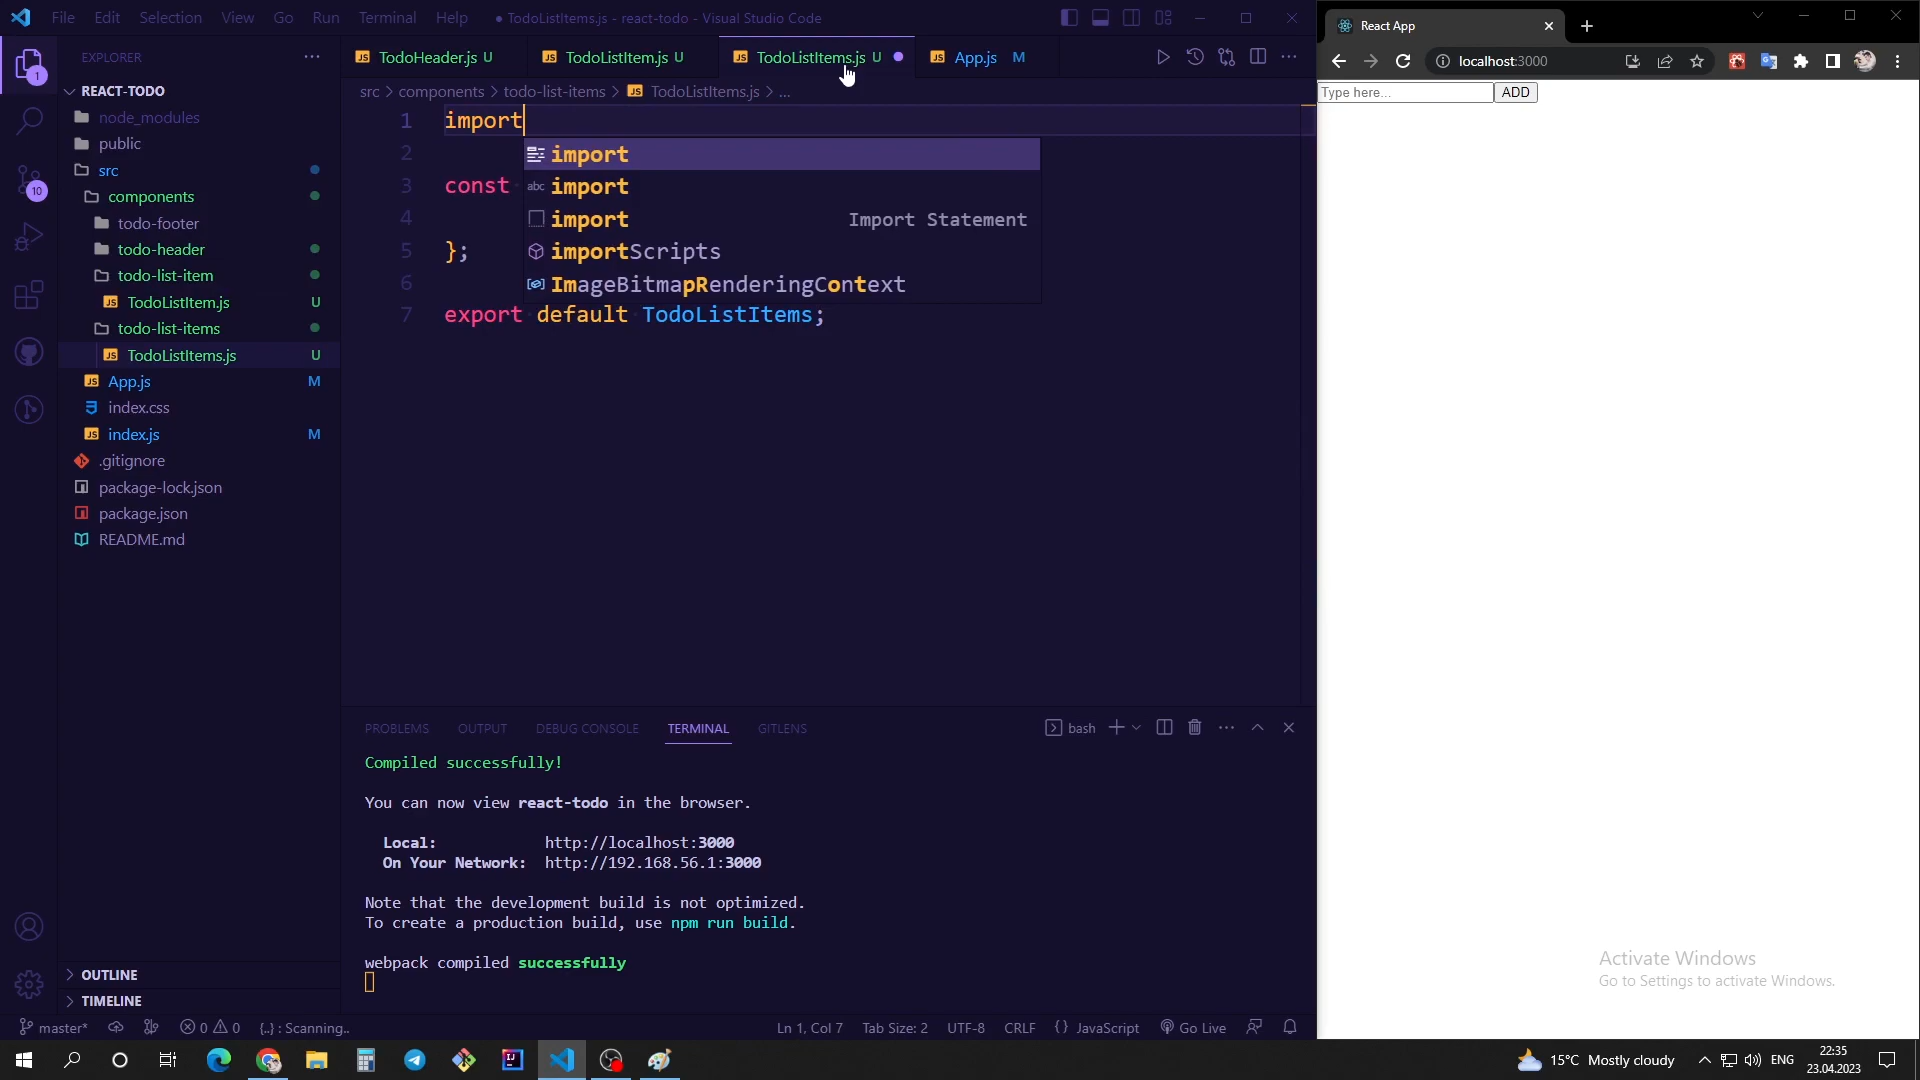 File Edit Selection View Go Run Terminal Help ● TodoListItems.js - react-todo - Visual Studio Code
EXPLORER
REACT-TODO
node_modules
public
src
components
todo-footer
todo-header
todo-list-item
TodoListItem.js U
todo-list-items
TodoListItems.js U
App.js M
index.css
index.js M
.gitignore
package-lock.json
package.json
README.md
OUTLINE
TIMELINE
1
10
TodoHeader.js U TodoListItem.js U TodoListItems.js U App.js M
src > components > todo-list-items > TodoListItems.js > ...
1 import
2
3 const
4
5 };
6
7 export default TodoListItems;
import
abc import
import Import Statement
importScripts
ImageBitmapRenderingContext
PROBLEMS OUTPUT DEBUG CONSOLE TERMINAL GITLENS bash
Compiled successfully!
You can now view react-todo in the browser.
Local: http://localhost:3000
On Your Network: http://192.168.56.1:3000
Note that the development build is not optimized.
To create a production build, use npm run build.
webpack compiled successfully
master* 0 0 {..} : Scanning.. Ln 1, Col 7 Tab Size: 2 UTF-8 CRLF {} JavaScript Go Live
React App
localhost:3000
Type here... ADD
Activate Windows
Go to Settings to activate Windows.
15°C Mostly cloudy ENG 22:35
23.04.2023